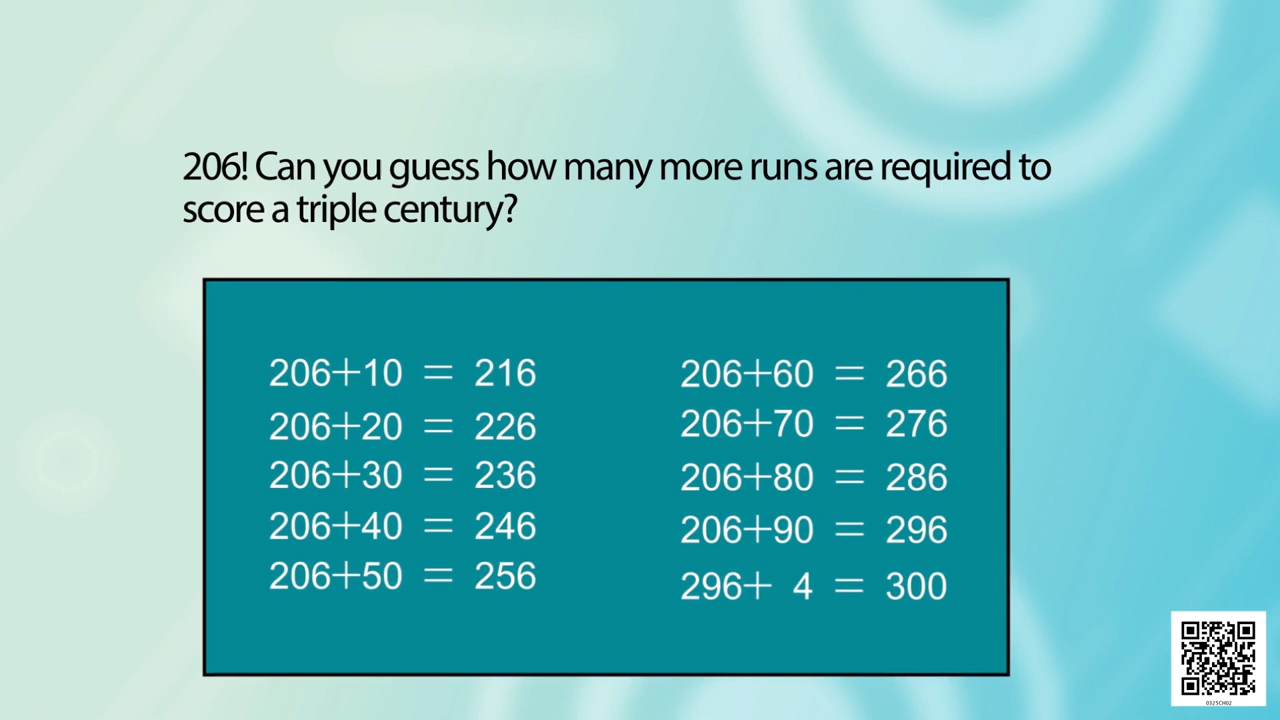 206! Can you guess how many more runs are required to
score a triple century?
206+10 = 216
206+20 = 226
206+30 = 236
206+40 = 246
206+50 = 256
206+60 = 266
206+70 = 276
206+80 = 286
206+90 = 296
296+ 4 = 300
0325CH02